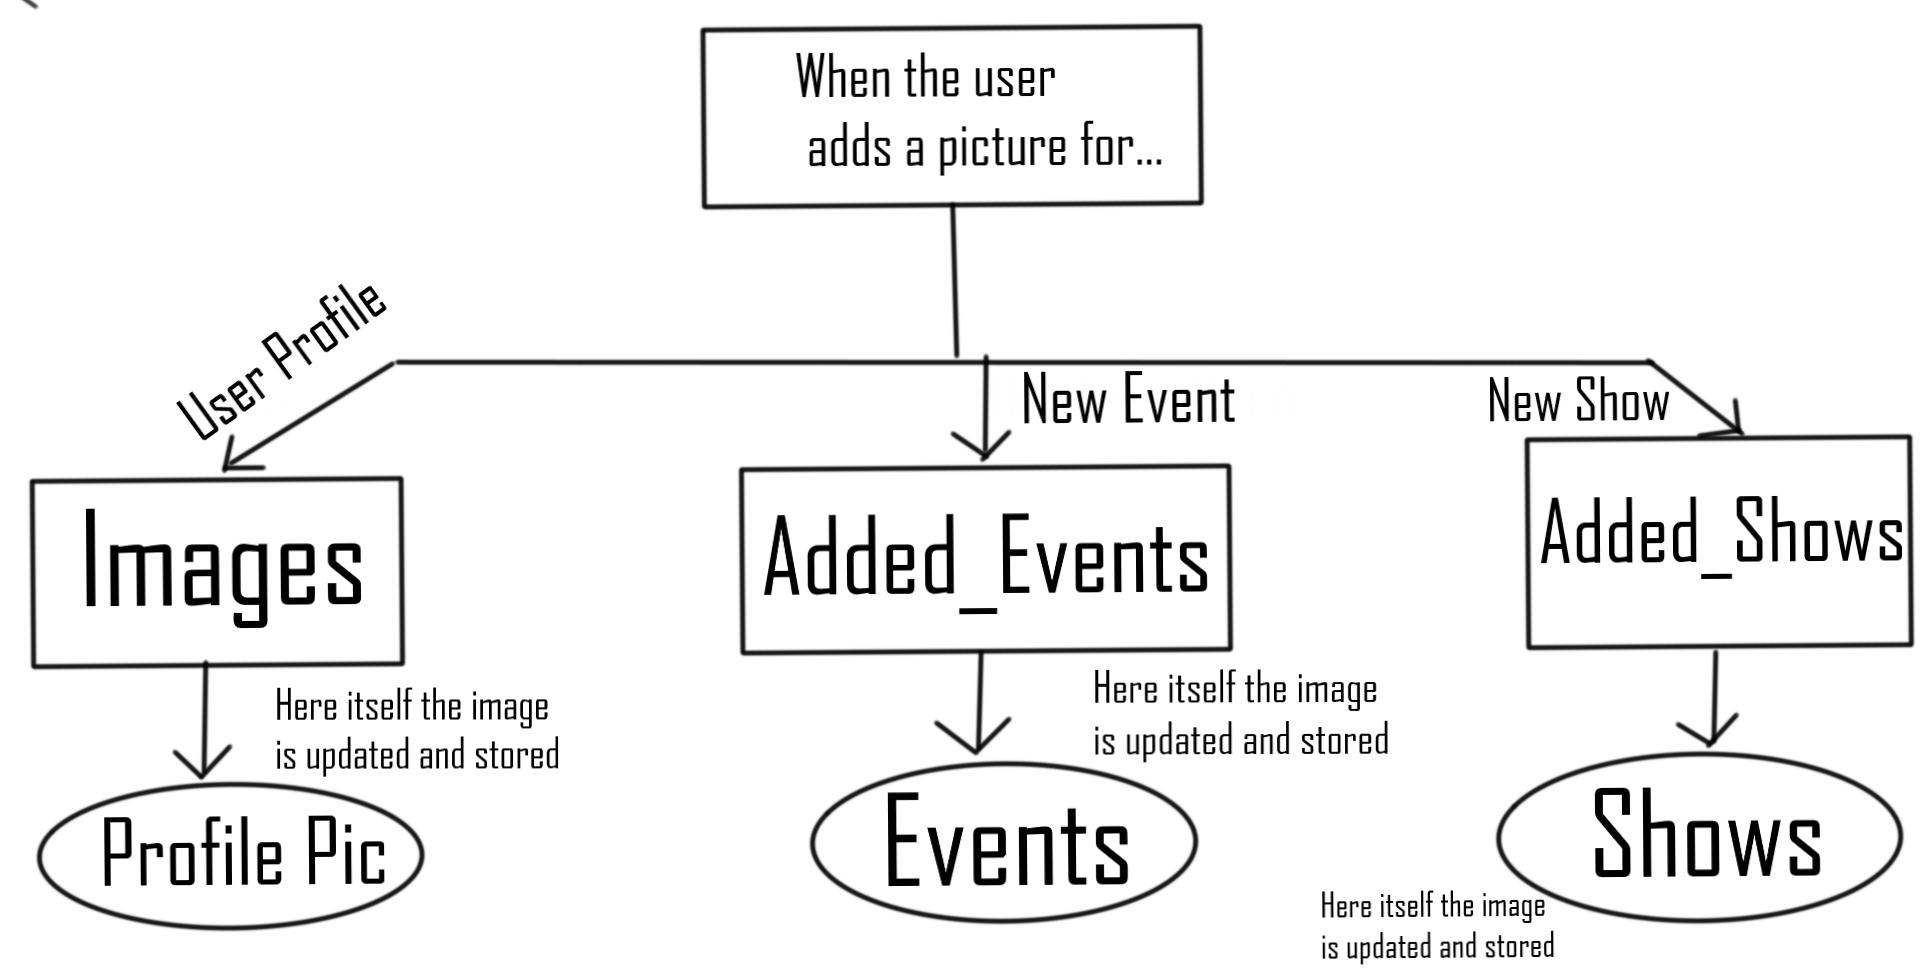 When the user
adds a picture for...
User Profile
New Event
New Show
Images
Added_Events
Added_Shows
Here itself the image
is updated and stored
Here itself the image
is updated and stored
Profile Pic
Events
Shows
Here itself the image
is updated and stored